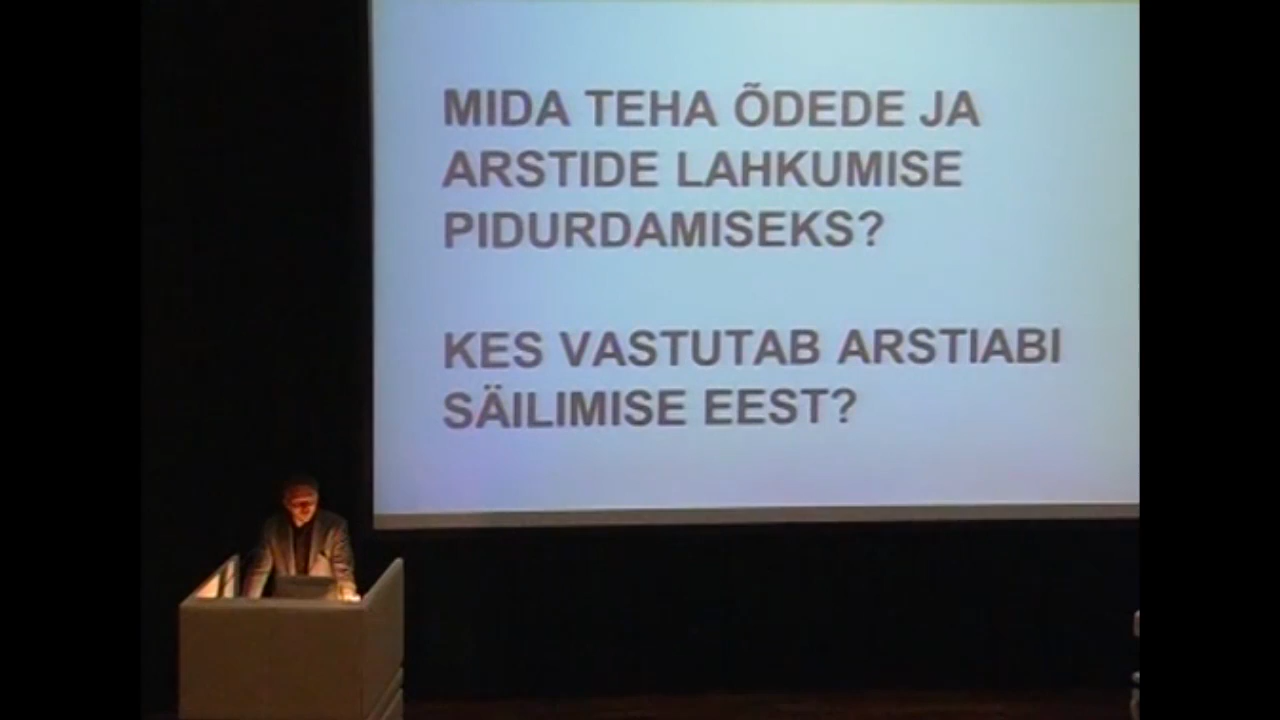 MIDA TEHA ÕDEDE JA
ARSTIDE LAHKUMISE
PIDURDAMISEKS?
KES VASTUTAB ARSTIABI
SÄILIMISE EEST?